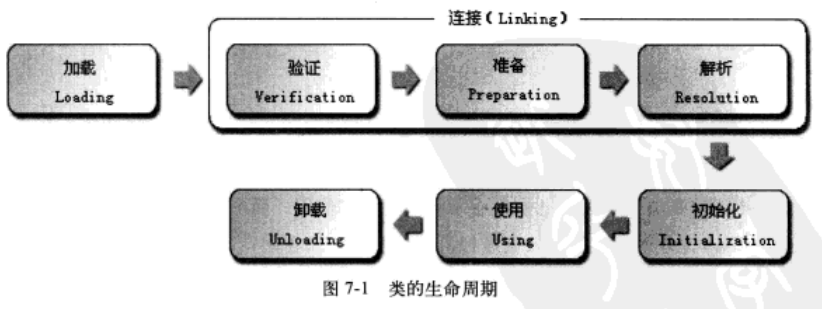 连接（Linking）
加载
Loading
验证
Verification
准备
Preparation
解析
Resolution
初始化
Initialization
使用
Using
卸载
Unloading
图 7-1 类的生命周期